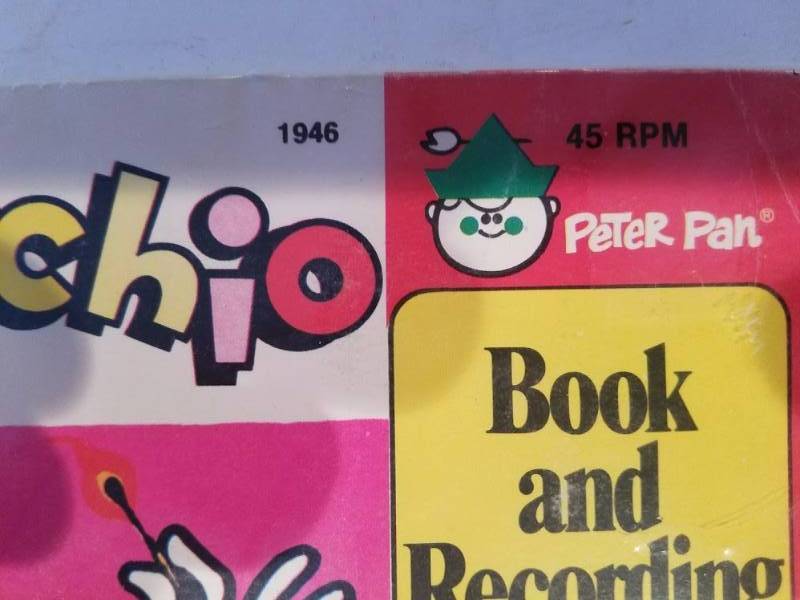 1946
chio
45 RPM
Peter Pan®
Book
and
Recording